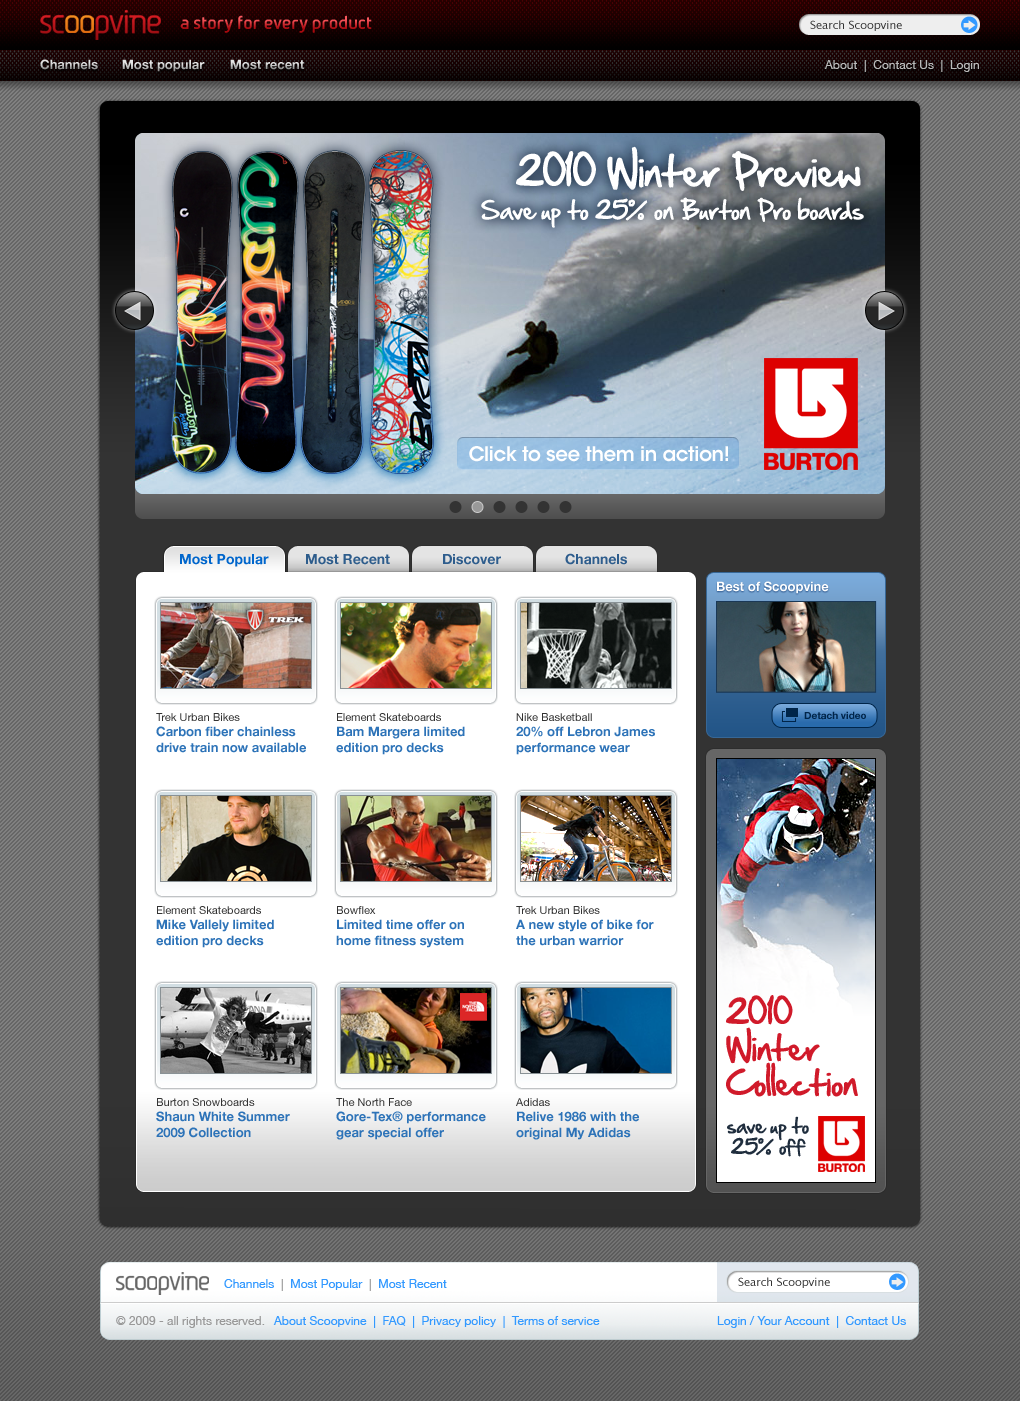 scoopvine a story for every product
Search Scoopvine
Channels Most popular Most recent
About | Contact Us | Login
2010 Winter Preview
Save up to 25% on Burton Pro boards
custom
custom
BURTON
Click to see them in action!
BURTON
Most Popular
Most Recent
Discover
Channels
TREK
Trek Urban Bikes
Carbon fiber chainless
drive train now available
Element Skateboards
Bam Margera limited
edition pro decks
Nike Basketball
20% off Lebron James
performance wear
Element Skateboards
Mike Vallely limited
edition pro decks
Bowflex
Limited time offer on
home fitness system
Trek Urban Bikes
A new style of bike for
the urban warrior
Burton Snowboards
Shaun White Summer
2009 Collection
THE
NORTH
FACE
The North Face
Gore-Tex® performance
gear special offer
Adidas
Relive 1986 with the
original My Adidas
Best of Scoopvine
Detach video
2010
Winter
Collection
save up to
25% off
BURTON
scoopvine Channels | Most Popular | Most Recent
Search Scoopvine
© 2009 - all rights reserved. About Scoopvine | FAQ | Privacy policy | Terms of service
Login / Your Account | Contact Us